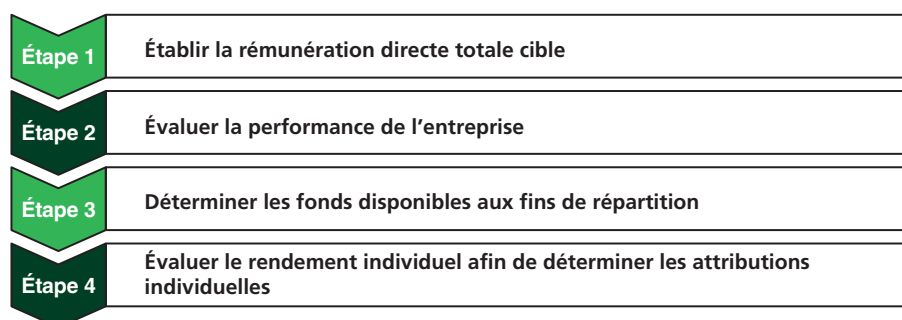 Étape 1
Établir la rémunération directe totale cible
Étape 2
Évaluer la performance de l'entreprise
Étape 3
Déterminer les fonds disponibles aux fins de répartition
Étape 4
Évaluer le rendement individuel afin de déterminer les attributions
individuelles